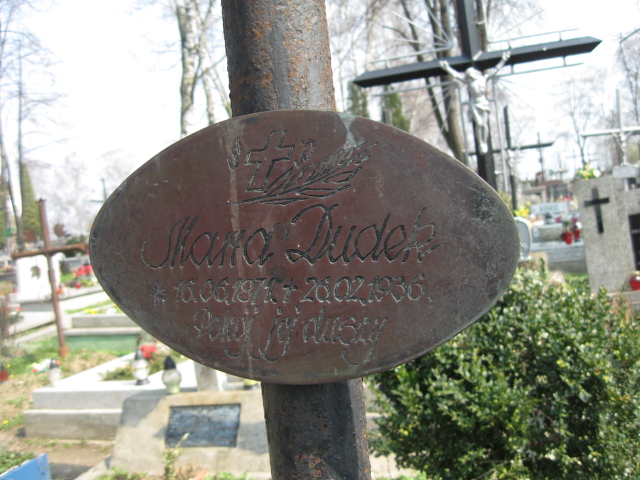 Maria Dudek
* 16.06.1871. + 26.02.1936.
Pokój jej duszy